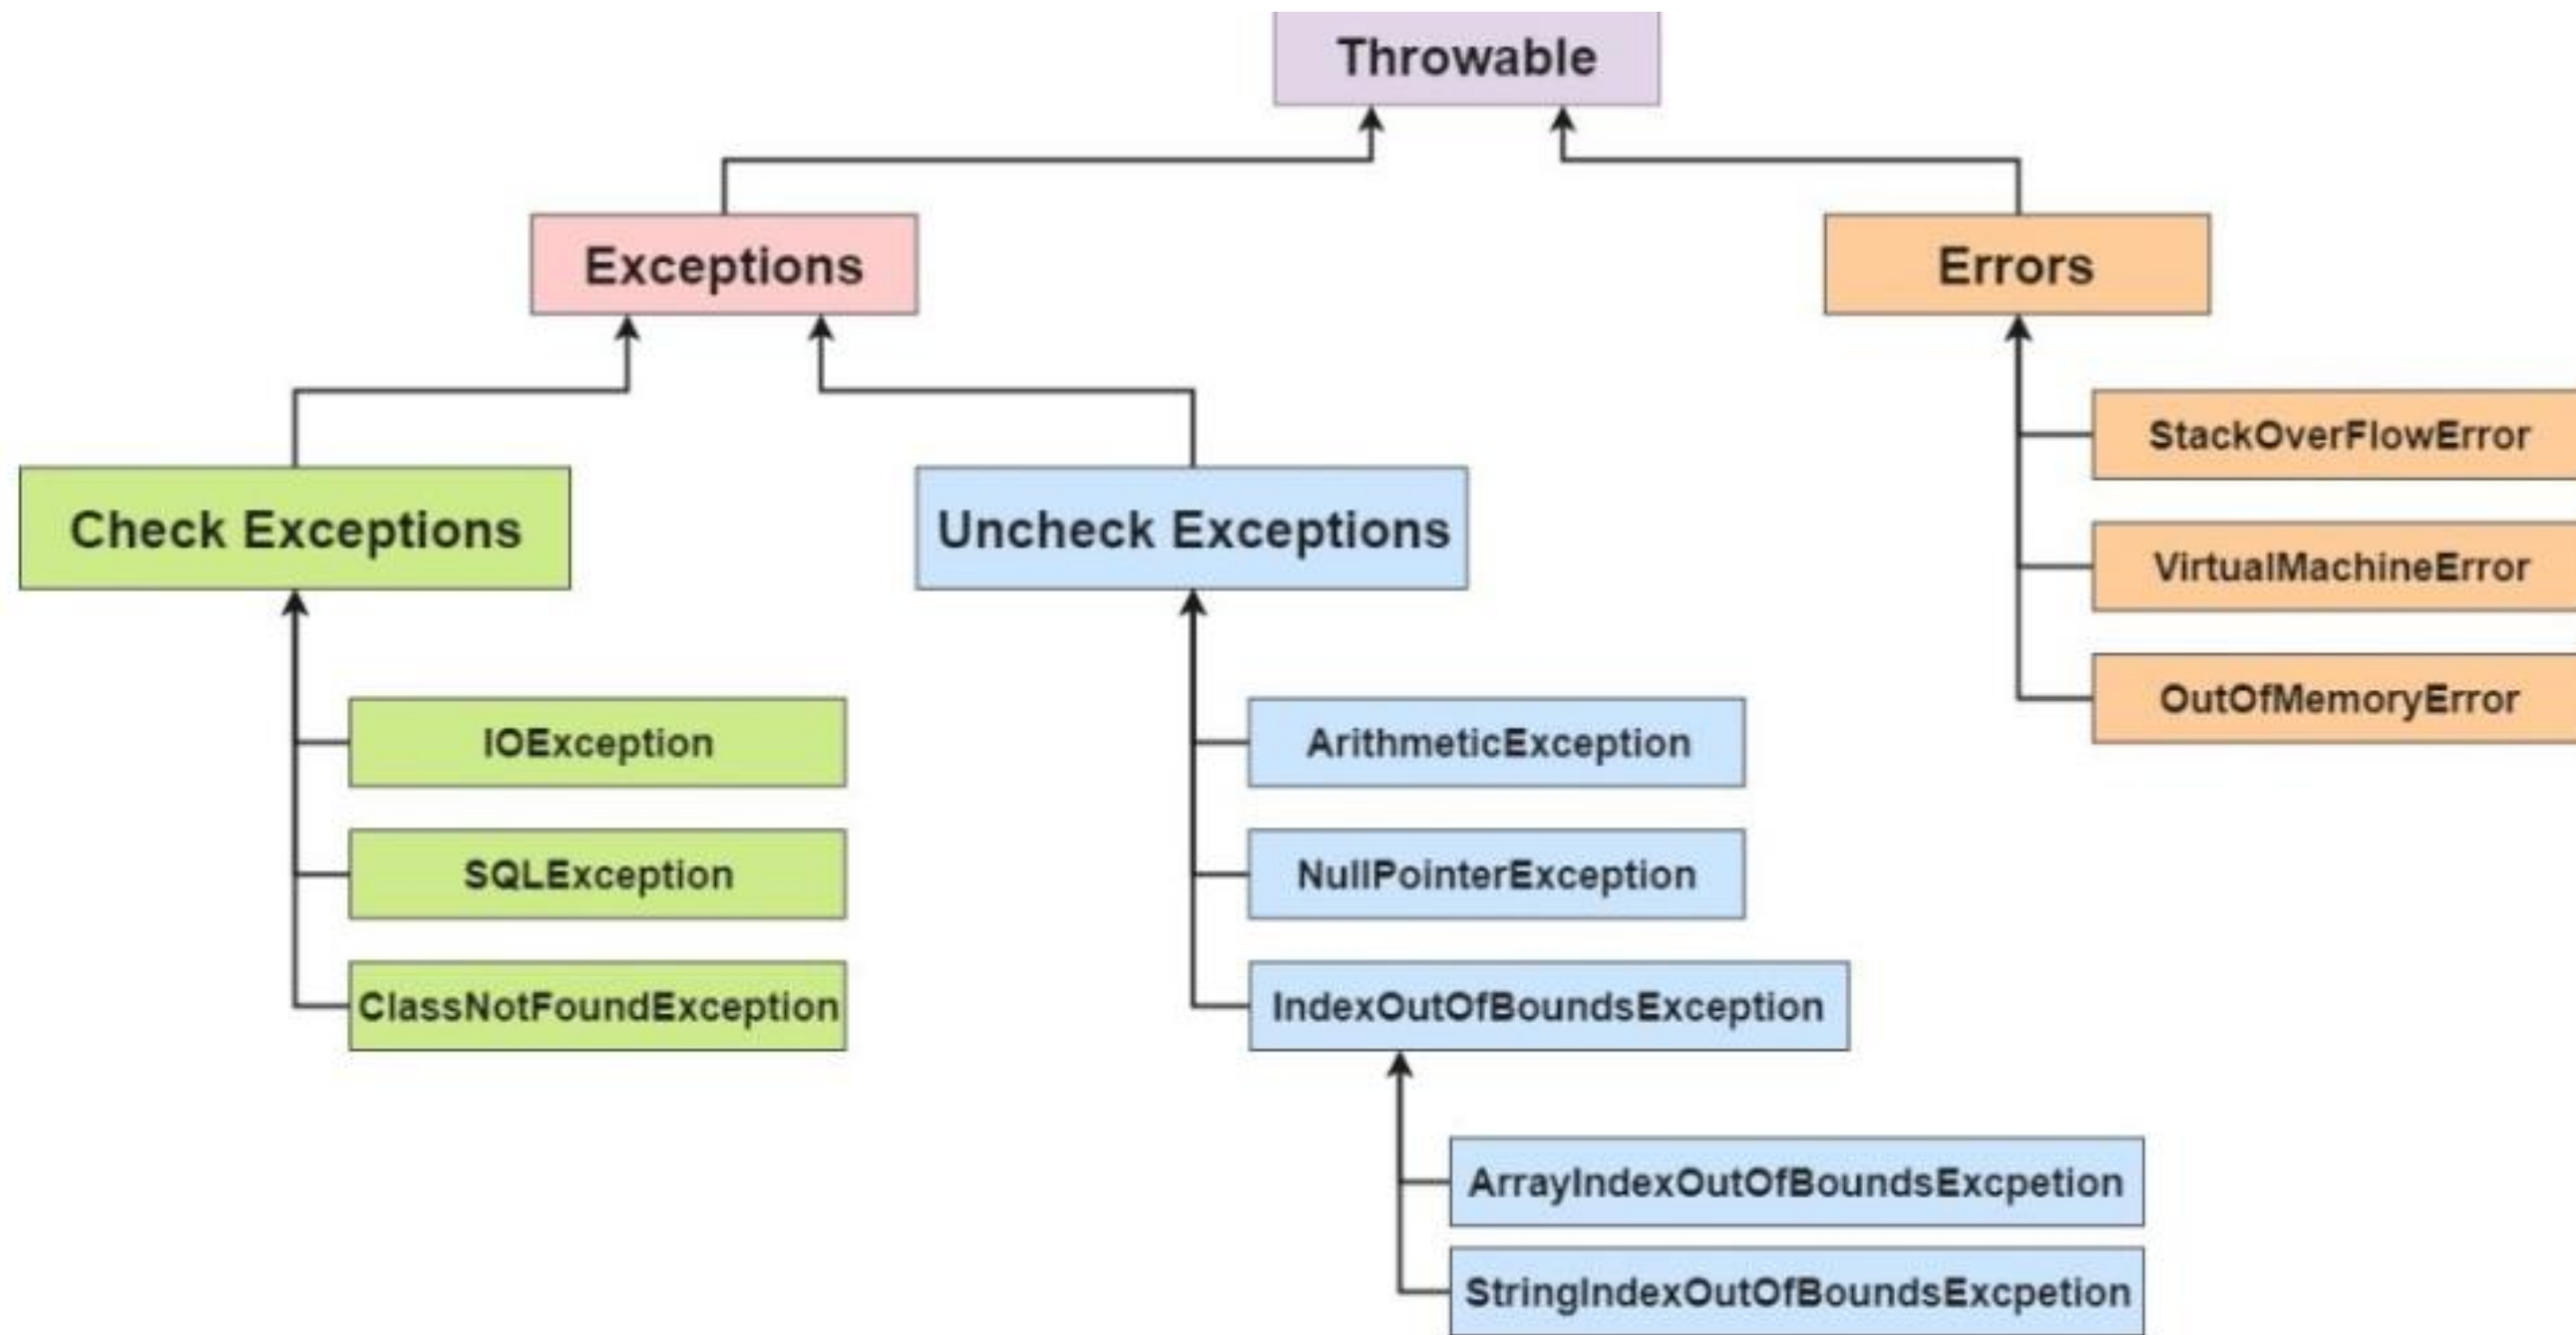 Throwable
Exceptions
Errors
Check Exceptions
Uncheck Exceptions
StackOverFlowError
VirtualMachineError
OutOfMemoryError
IOException
SQLException
ClassNotFoundException
ArithmeticException
NullPointerException
IndexOutOfBoundsException
ArrayIndexOutOfBoundsExcpetion
StringIndexOutOfBoundsExcpetion